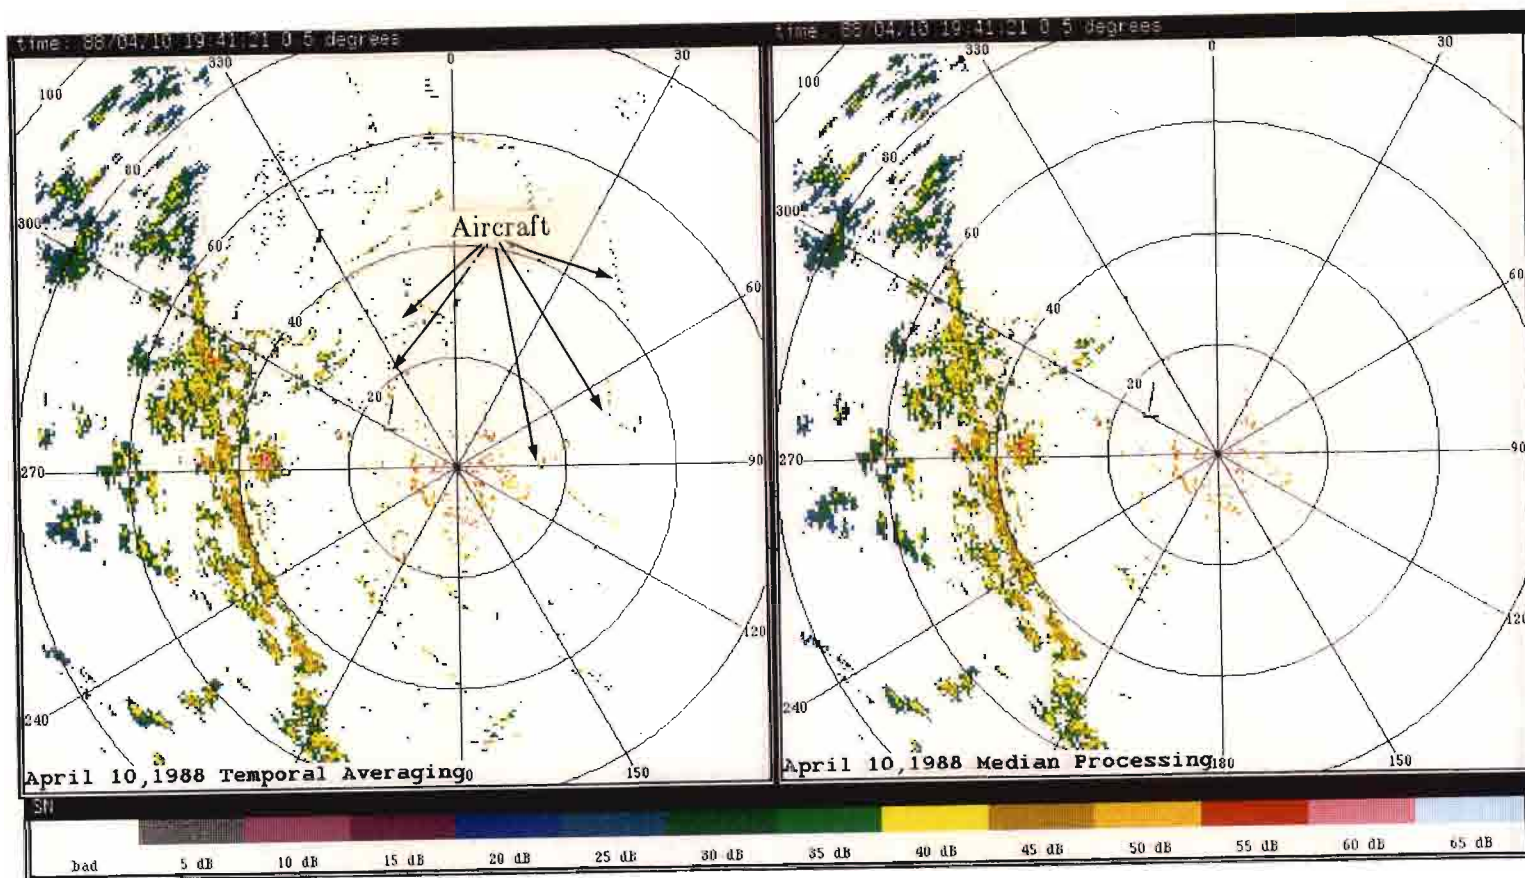 time: 88/04/10 19:41:21 0.5 degrees
time: 88/04/10 19:41:21 0.5 degrees
330
0
30
100
80
300
60
40
20
270
240
Aircraft
60
90
120
150
April 10,1988 Temporal Averaging
330
0
30
100
80
300
60
40
20
270
240
60
90
120
150
180
April 10,1988 Median Processing
SN
bad
5 dB
10 dB
15 dB
20 dB
25 dB
30 dB
35 dB
40 dB
45 dB
50 dB
55 dB
60 dB
65 dB